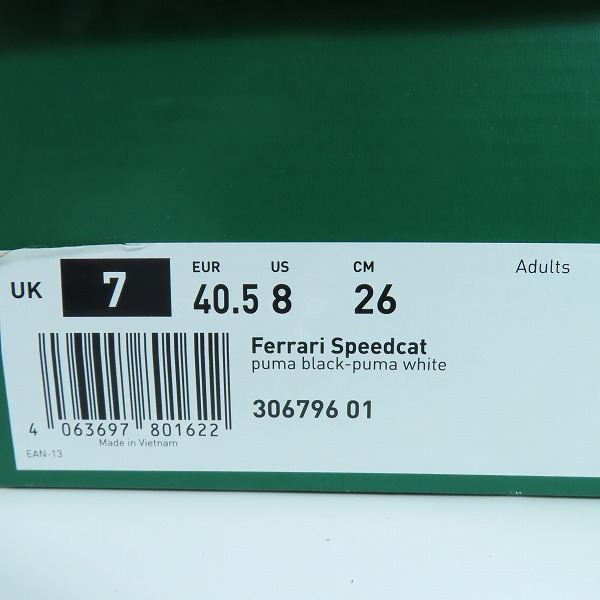 UK 7 EUR 40.5 US 8 CM 26 Adults
Ferrari Speedcat
puma black-puma white
306796 01
4 063697 801622
Made in Vietnam
EAN-13